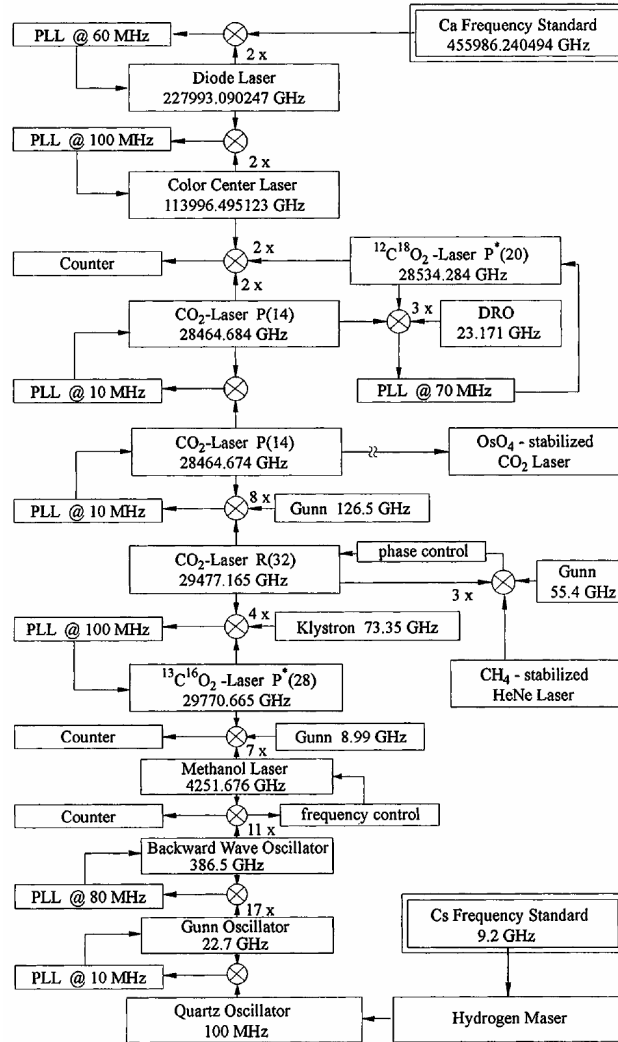 PLL @ 60 MHz
Ca Frequency Standard
455986.240494 GHz
2 x
Diode Laser
227993.090247 GHz
PLL @ 100 MHz
2 x
Color Center Laser
113996.495123 GHz
Counter
2 x
¹²C¹⁸O₂-Laser P*(20)
28534.284 GHz
2 x
CO₂-Laser P(14)
28464.684 GHz
3 x
DRO
23.171 GHz
PLL @ 10 MHz
PLL @ 70 MHz
CO₂-Laser P(14)
28464.674 GHz
OsO₄ - stabilized
CO₂ Laser
PLL @ 10 MHz
8 x
Gunn 126.5 GHz
CO₂-Laser R(32)
29477.165 GHz
phase control
3 x
Gunn
55.4 GHz
PLL @ 100 MHz
4 x
Klystron 73.35 GHz
¹³C¹⁶O₂ -Laser P*(28)
29770.665 GHz
CH₄ - stabilized
HeNe Laser
Counter
Gunn 8.99 GHz
7 x
Methanol Laser
4251.676 GHz
Counter
frequency control
11 x
Backward Wave Oscillator
386.5 GHz
PLL @ 80 MHz
17 x
Gunn Oscillator
22.7 GHz
Cs Frequency Standard
9.2 GHz
PLL @ 10 MHz
Quartz Oscillator
100 MHz
Hydrogen Maser